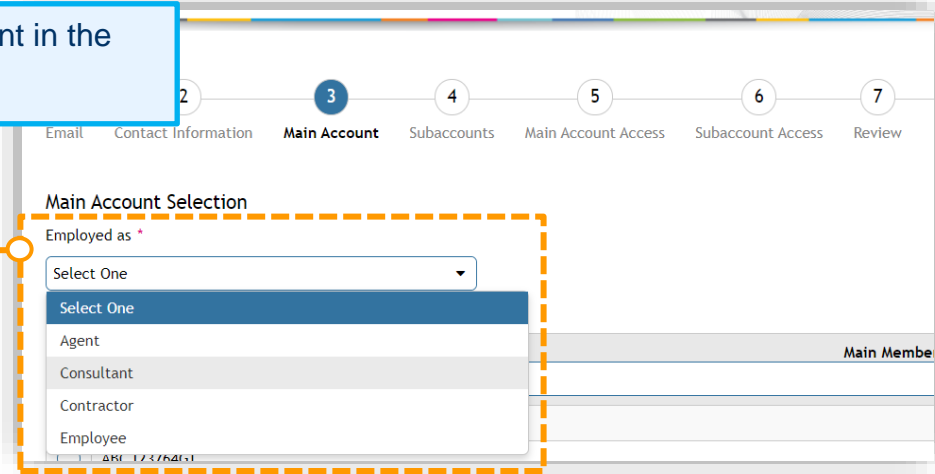 nt in the
2
3
4
5
6
7
Email
Contact Information
Main Account
Subaccounts
Main Account Access
Subaccount Access
Review
Main Account Selection
Employed as *
Select One
Select One
Agent
Main Membe
Consultant
Contractor
Employee